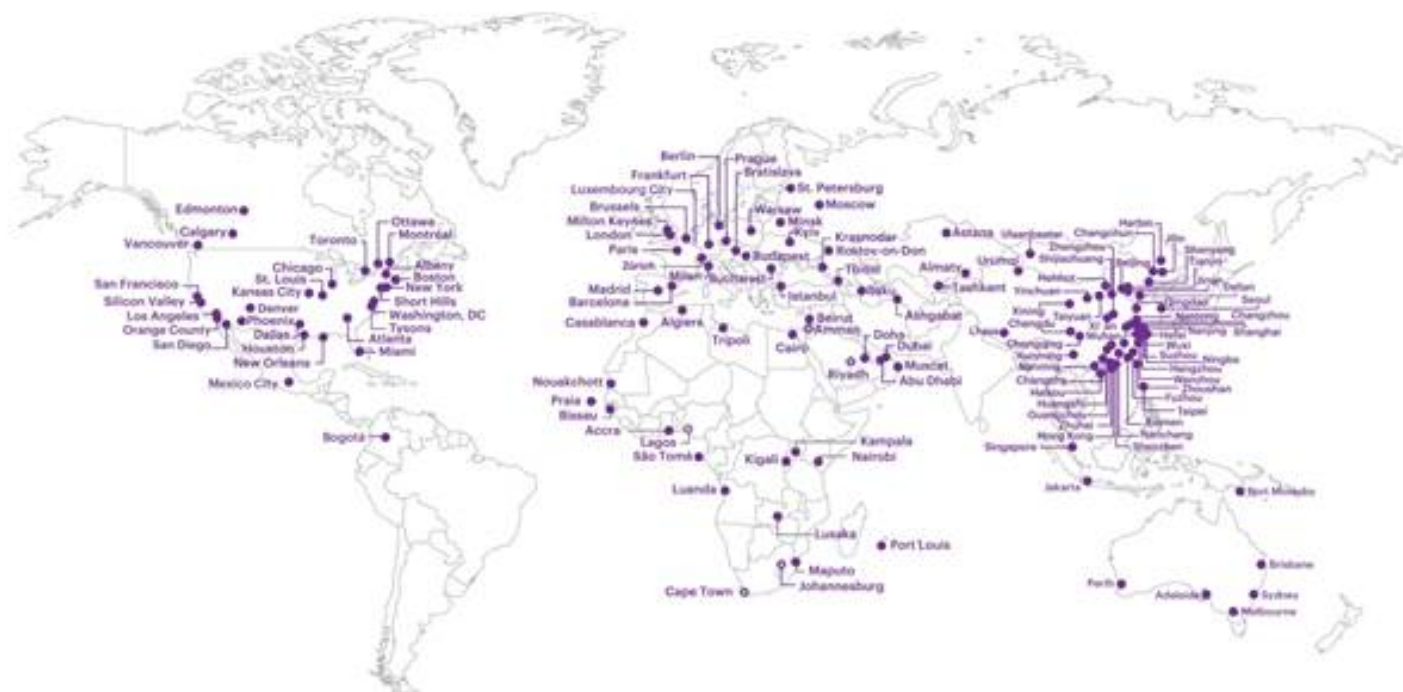 Edmonton
Calgary
Vancouver
San Francisco
Silicon Valley
Los Angeles
Orange County
San Diego
Denver
Phoenix
Dallas
Houston
New Orleans
Chicago
St. Louis
Kansas City
Toronto
Ottawa
Montréal
Albany
Boston
New York
Short Hills
Washington, DC
Tysons
Atlanta
Miami
Mexico City
Bogotá
Berlin
Prague
Frankfurt
Bratislava
Luxembourg City
Brussels
Milton Keynes
London
Paris
Zürich
Milan
Madrid
Barcelona
Casablanca
Algiers
Tripoli
Bucharest
Budapest
Warsaw
Minsk
Kyiv
St. Petersburg
Moscow
Krasnodar
Rostov-on-Don
Tbilisi
Istanbul
Beirut
Amman
Cairo
Doha
Dubai
Riyadh
Muscat
Abu Dhabi
Ashgabat
Almaty
Tashkent
Astana
Nouakchott
Praia
Bissau
Accra
Lagos
São Tomé
Luanda
Kampala
Kigali
Nairobi
Lusaka
Port Louis
Maputo
Johannesburg
Cape Town
Ulaanbaatar
Urumqi
Harbin
Changchun
Jilin
Zhengzhou
Shijiazhuang
Beijing
Shenyang
Tianjin
Jinan
Dalian
Hohhot
Yinchuan
Xining
Taiyuan
Xi'an
Qingdao
Seoul
Nantong
Changzhou
Nanjing
Shanghai
Lhasa
Chengdu
Chongqing
Wuhan
Hefei
Wuxi
Suzhou
Ningbo
Kunming
Nanning
Hangzhou
Wenzhou
Zhoushan
Changsha
Haikou
Fuzhou
Huangshi
Guangzhou
Taipei
Zhuhai
Xiamen
Hong Kong
Nanchang
Shenzhen
Singapore
Jakarta
Port Moresby
Brisbane
Perth
Adelaide
Sydney
Melbourne